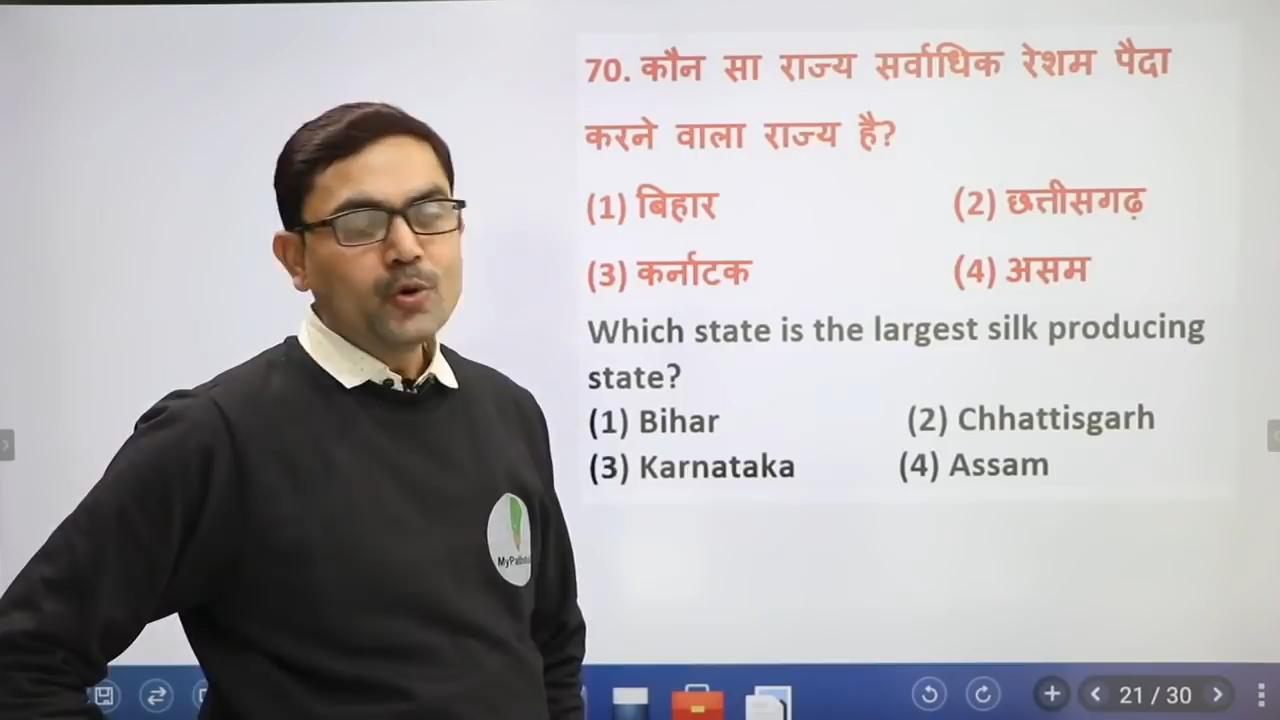 70. कौन सा राज्य सर्वाधिक रेशम पैदा
करने वाला राज्य है?
(1) बिहार (2) छत्तीसगढ़
(3) कर्नाटक (4) असम
Which state is the largest silk producing
state?
(1) Bihar (2) Chhattisgarh
(3) Karnataka (4) Assam
21 / 30